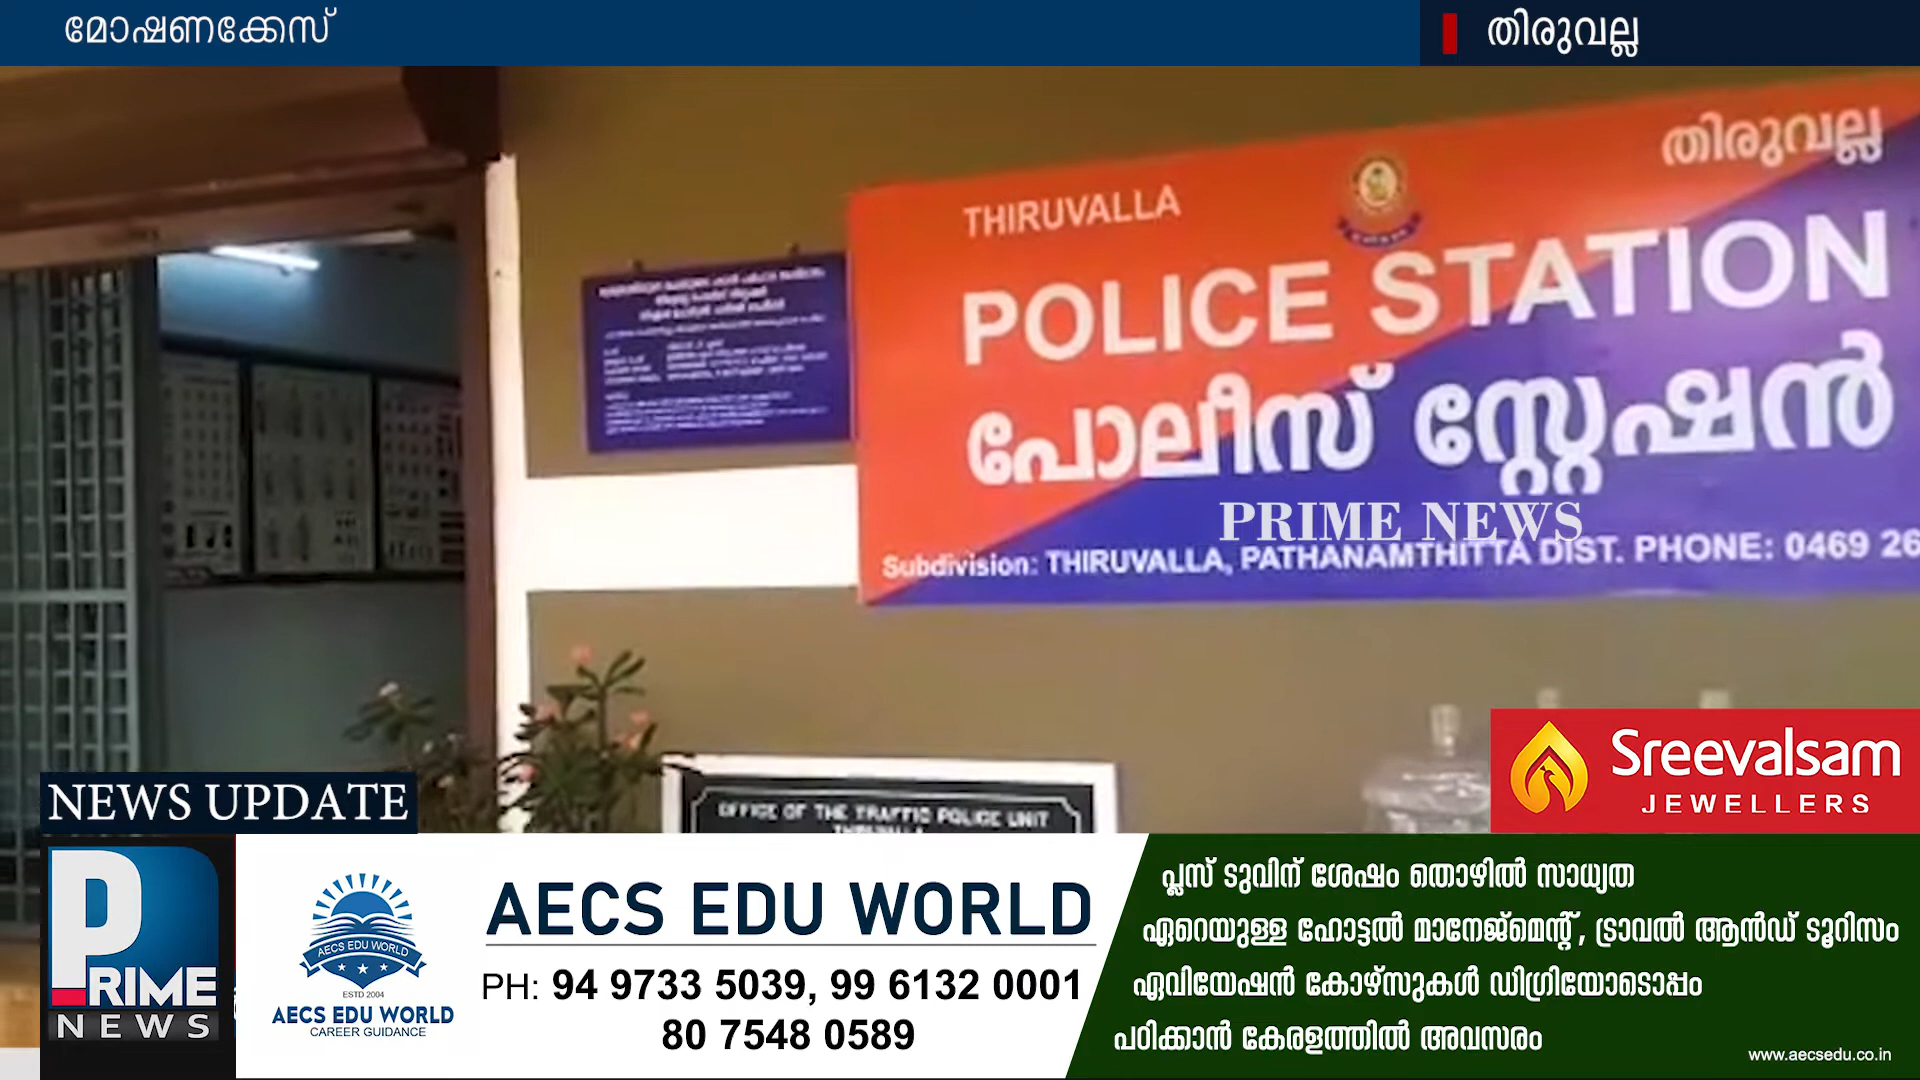 മോഷണക്കേസ്
തിരുവല്ല
THIRUVALLA
തിരുവല്ല
POLICE STATION
പോലീസ് സ്റ്റേഷൻ
PRIME NEWS
Subdivision: THIRUVALLA, PATHANAMTHITTA DIST. PHONE: 0469 26
OFFICE OF THE TRAFFIC POLICE UNIT
THIRUVALLA
Sreevalsam
JEWELLERS
NEWS UPDATE
PRIME
NEWS
AECS EDU WORLD
ESTD 2004
AECS EDU WORLD
CAREER GUIDANCE
AECS EDU WORLD
PH: 94 9733 5039, 99 6132 0001
80 7548 0589
പ്ലസ് ടുവിന് ശേഷം തൊഴിൽ സാധ്യത
ഏറെയുള്ള ഹോട്ടൽ മാനേജ്മെന്റ്, ട്രാവൽ ആൻഡ് ടൂറിസം
ഏവിയേഷൻ കോഴ്സുകൾ ഡിഗ്രിയോടൊപ്പം
പഠിക്കാൻ കേരളത്തിൽ അവസരം
www.aecsedu.co.in